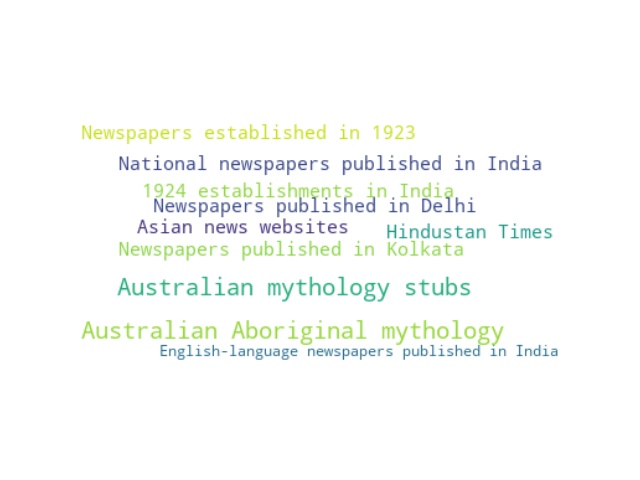 Newspapers established in 1923
National newspapers published in India
1924 establishments in India
Newspapers published in Delhi
Asian news websites
Hindustan Times
Newspapers published in Kolkata
Australian mythology stubs
Australian Aboriginal mythology
English-language newspapers published in India